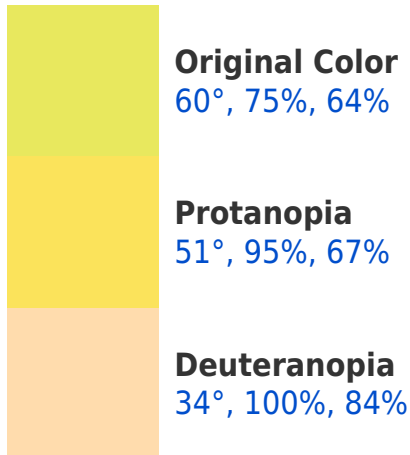 Original Color
60°, 75%, 64%
Protanopia
51°, 95%, 67%
Deuteranopia
34°, 100%, 84%